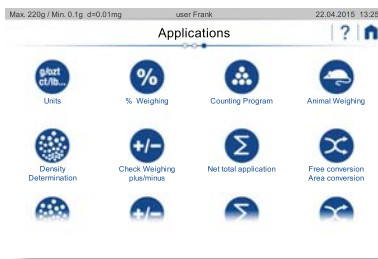 Max. 220g / Min. 0.1g d=0.01mg user Frank 22.04.2015 13:25
Applications
?
g/ozt
ct/lb...
%
+/-
Σ
Units
% Weighing
Counting Program
Animal Weighing
Density
Determination
Check Weighing
plus/minus
Net total application
Free conversion
Area conversion
+/-